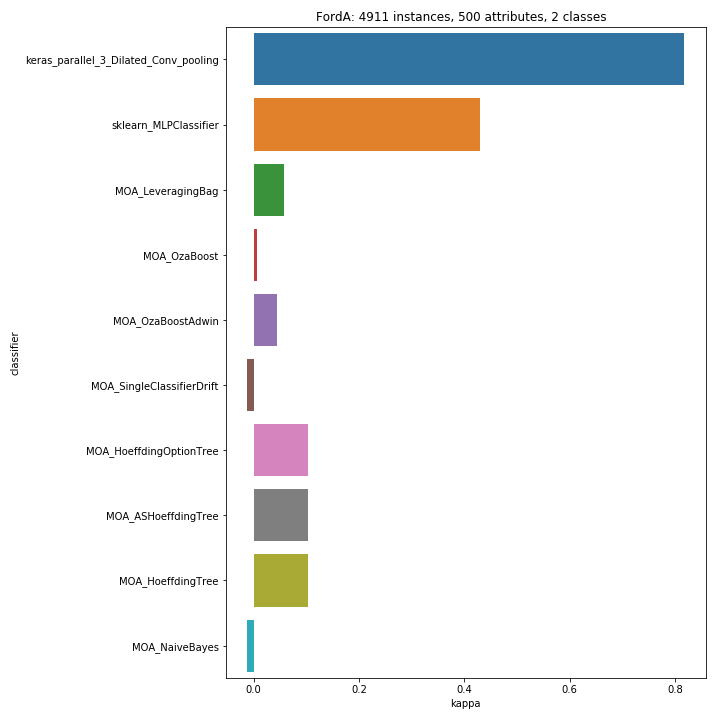 FordA: 4911 instances, 500 attributes, 2 classes
classifier
keras_parallel_3_Dilated_Conv_pooling
sklearn_MLPClassifier
MOA_LeveragingBag
MOA_OzaBoost
MOA_OzaBoostAdwin
MOA_SingleClassifierDrift
MOA_HoeffdingOptionTree
MOA_ASHoeffdingTree
MOA_HoeffdingTree
MOA_NaiveBayes
0.0 0.2 0.4 0.6 0.8
kappa